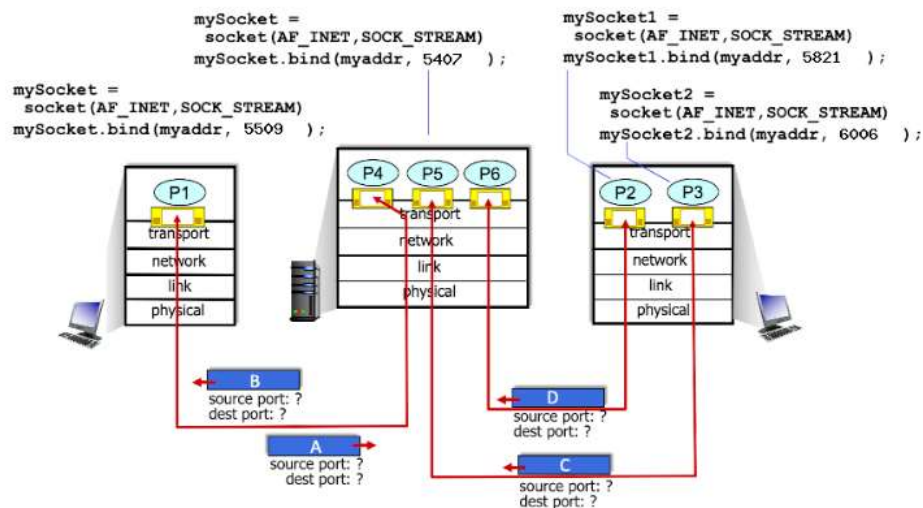 mySocket =
socket(AF_INET,SOCK_STREAM)
mySocket.bind(myaddr, 5407 );
mySocket1 =
socket(AF_INET,SOCK_STREAM)
mySocket1.bind(myaddr, 5821 );
mySocket =
socket(AF_INET,SOCK_STREAM)
mySocket.bind(myaddr, 5509 );
mySocket2 =
socket(AF_INET,SOCK_STREAM)
mySocket2.bind(myaddr, 6006 );
P1
transport
network
link
physical
P4 P5 P6
transport
network
link
physical
P2 P3
transport
network
link
physical
B
source port: ?
dest port: ?
A
source port: ?
dest port: ?
D
source port: ?
dest port: ?
C
source port: ?
dest port: ?